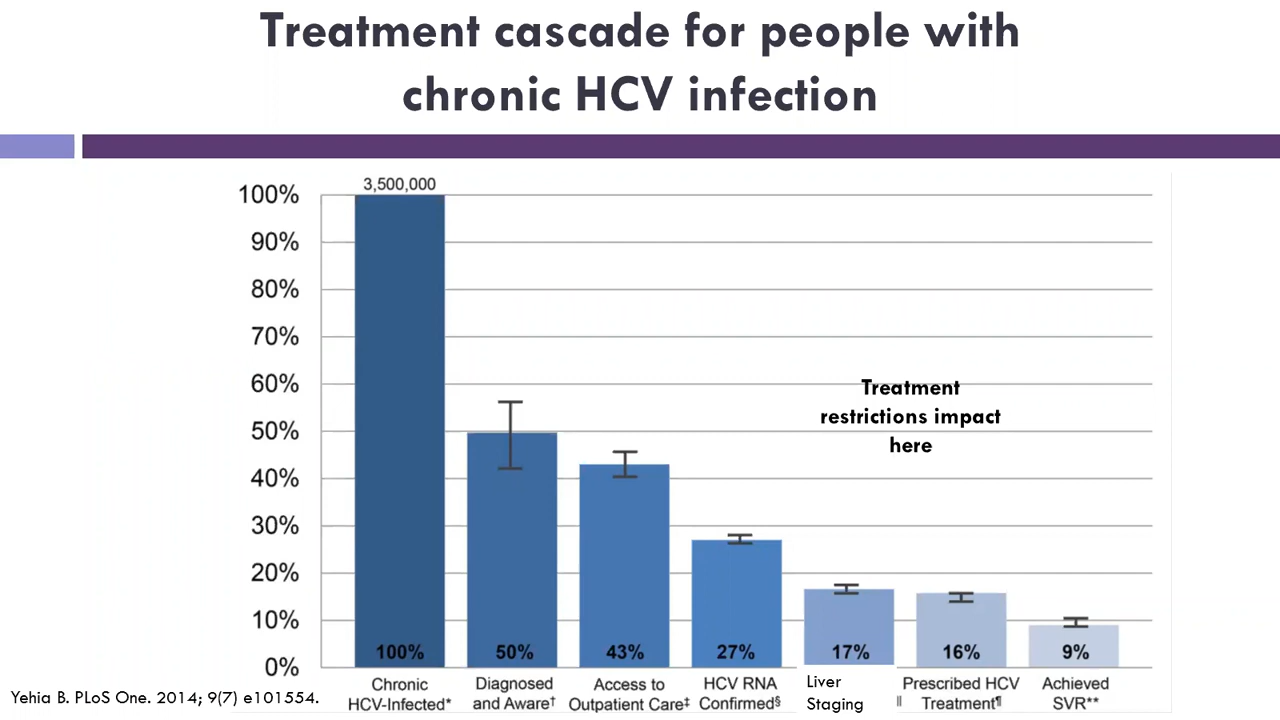 Treatment cascade for people with
chronic HCV infection
3,500,000
100%
90%
80%
70%
60%
50%
40%
30%
20%
10%
0%
Treatment
restrictions impact
here
100%
50%
43%
27%
17%
16%
9%
Chronic
HCV-Infected*
Diagnosed
and Aware†
Access to
Outpatient Care‡
HCV RNA
Confirmed§
Liver
Staging
||
Prescribed HCV
Treatment¶
Achieved
SVR**
Yehia B. PLoS One. 2014; 9(7) e101554.